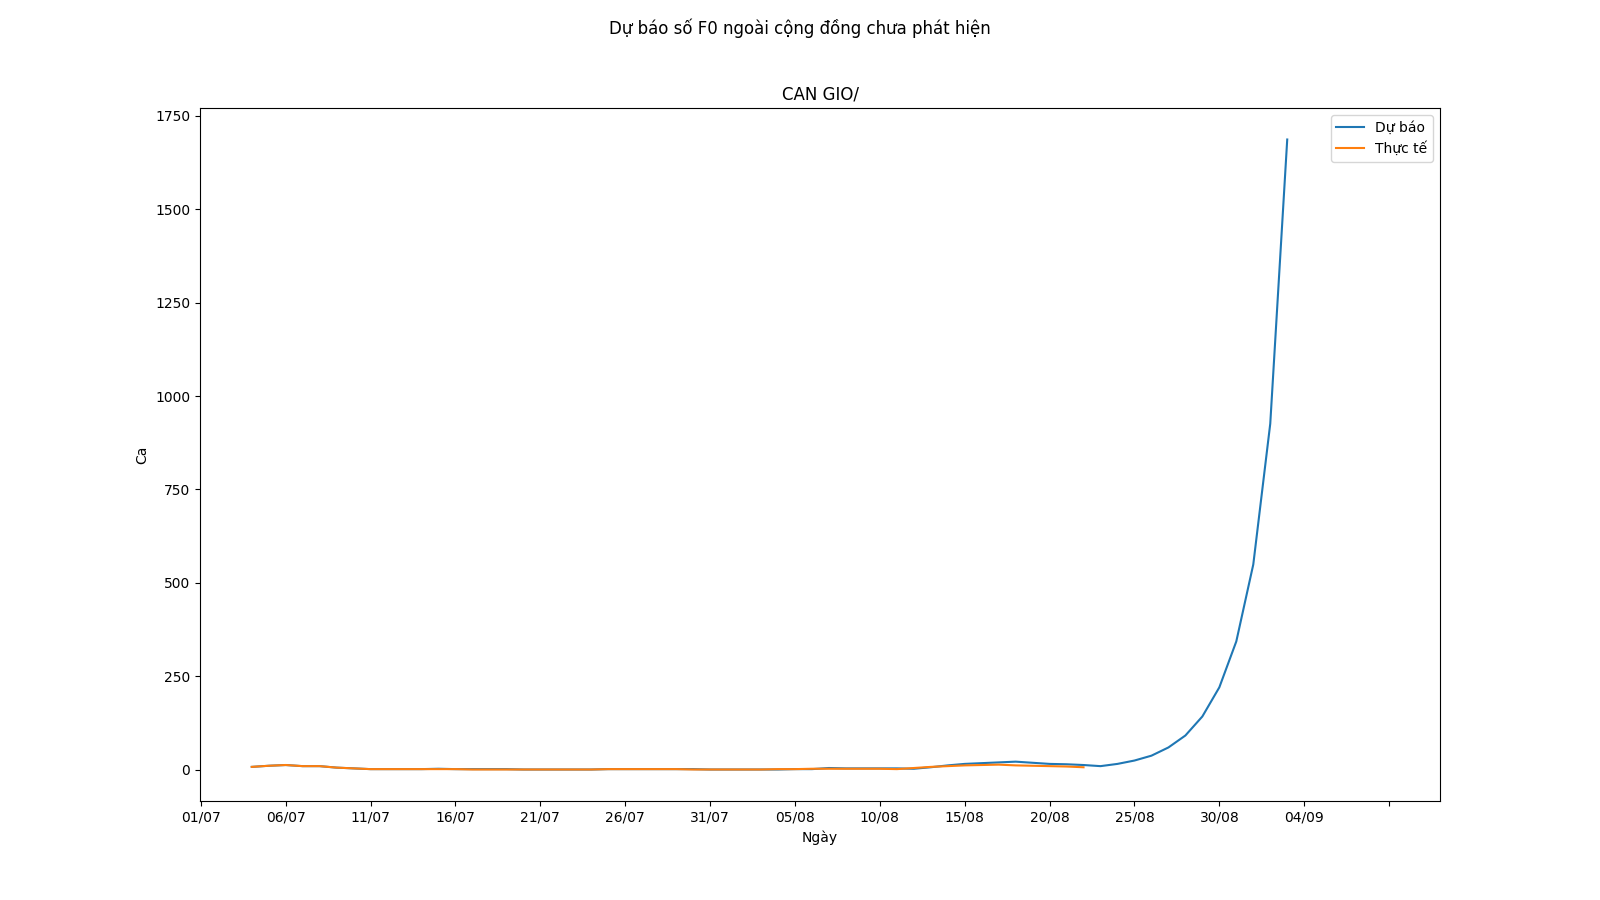 Dự báo số F0 ngoài cộng đồng chưa phát hiện
CAN GIO/
Dự báo
Thực tế
1750
1500
1250
1000
750
500
250
0
Ca
01/07 06/07 11/07 16/07 21/07 26/07 31/07 05/08 10/08 15/08 20/08 25/08 30/08 04/09
Ngày